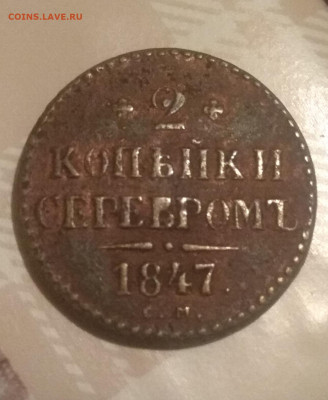 COINS.LAVE.RU
2
КОПѢЙКИ
СЕРЕБРОМЪ
1847.
С. М.